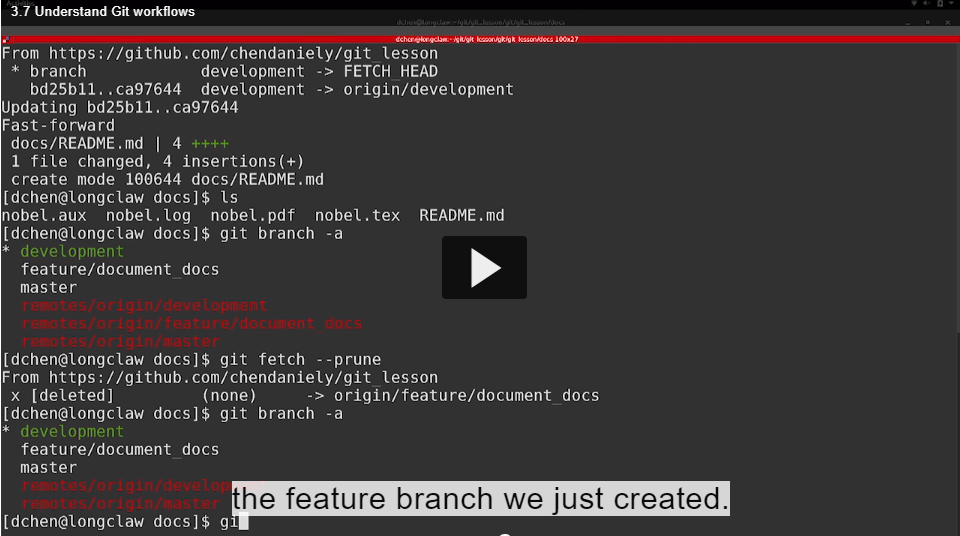 3.7 Understand Git workflows
dchen@longclaw:~/git/git_lesson/git/git_lesson/docs
dchen@longclaw:~/git/git_lesson/git/git_lesson/docs 100x27
From https://github.com/chendaniely/git_lesson
 * branch            development -> FETCH_HEAD
   bd25b11..ca97644  development -> origin/development
Updating bd25b11..ca97644
Fast-forward
 docs/README.md | 4 ++++
 1 file changed, 4 insertions(+)
 create mode 100644 docs/README.md
[dchen@longclaw docs]$ ls
nobel.aux  nobel.log  nobel.pdf  nobel.tex  README.md
[dchen@longclaw docs]$ git branch -a
* development
  feature/document_docs
  master
  remotes/origin/development
  remotes/origin/feature/document_docs
  remotes/origin/master
[dchen@longclaw docs]$ git fetch --prune
From https://github.com/chendaniely/git_lesson
 x [deleted]         (none)     -> origin/feature/document_docs
[dchen@longclaw docs]$ git branch -a
* development
  feature/document_docs
  master
  remotes/origin/develop
  remotes/origin/master
the feature branch we just created.
[dchen@longclaw docs]$ gi